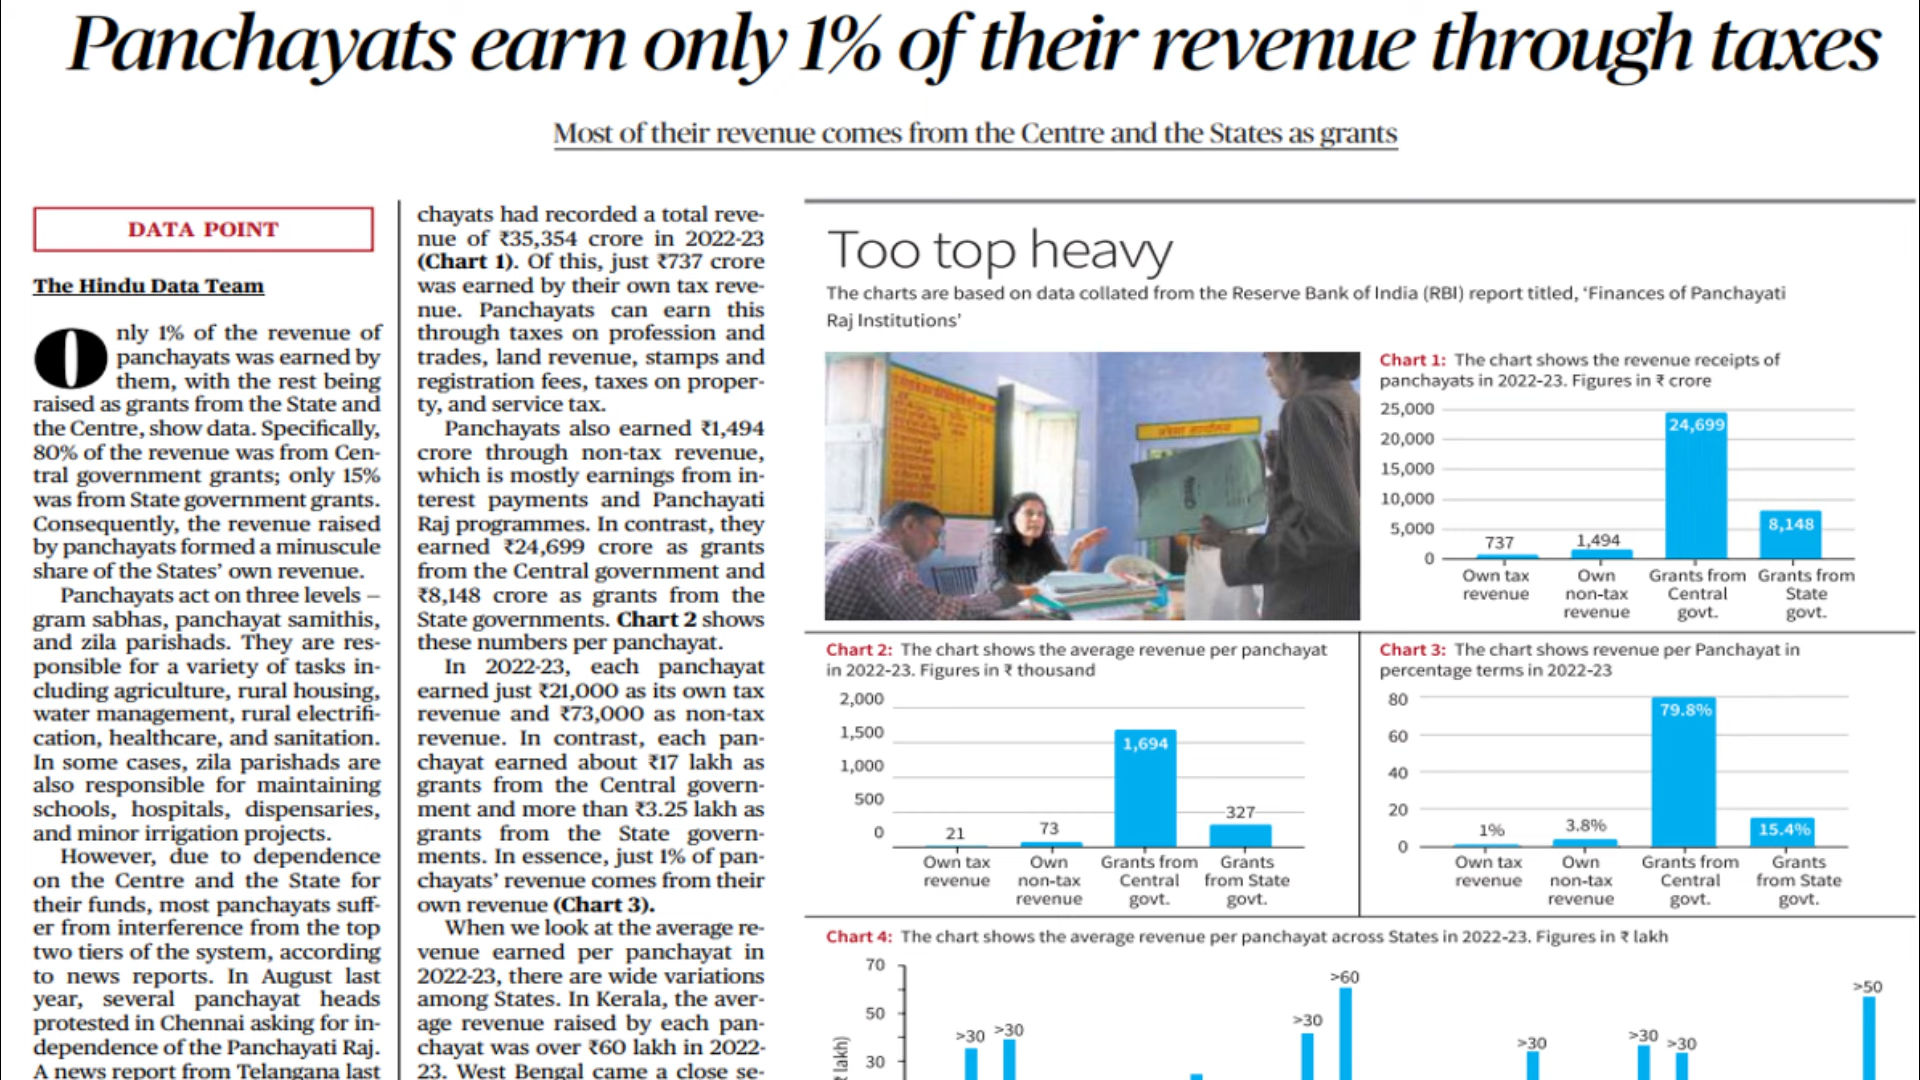 Panchayats earn only 1% of their revenue through taxes
Most of their revenue comes from the Centre and the States as grants
DATA POINT
The Hindu Data Team
Only 1% of the revenue of
panchayats was earned by
them, with the rest being
raised as grants from the State and
the Centre, show data. Specifically,
80% of the revenue was from Cen-
tral government grants; only 15%
was from State government grants.
Consequently, the revenue raised
by panchayats formed a minuscule
share of the States' own revenue.
Panchayats act on three levels –
gram sabhas, panchayat samithis,
and zila parishads. They are res-
ponsible for a variety of tasks in-
cluding agriculture, rural housing,
water management, rural electrifi-
cation, healthcare, and sanitation.
In some cases, zila parishads are
also responsible for maintaining
schools, hospitals, dispensaries,
and minor irrigation projects.
However, due to dependence
on the Centre and the State for
their funds, most panchayats suff-
er from interference from the top
two tiers of the system, according
to news reports. In August last
year, several panchayat heads
protested in Chennai asking for in-
dependence of the Panchayati Raj.
A news report from Telangana last
chayats had recorded a total reve-
nue of ₹35,354 crore in 2022-23
(Chart 1). Of this, just ₹737 crore
was earned by their own tax reve-
nue. Panchayats can earn this
through taxes on profession and
trades, land revenue, stamps and
registration fees, taxes on proper-
ty, and service tax.
Panchayats also earned ₹1,494
crore through non-tax revenue,
which is mostly earnings from in-
terest payments and Panchayati
Raj programmes. In contrast, they
earned ₹24,699 crore as grants
from the Central government and
₹8,148 crore as grants from the
State governments. Chart 2 shows
these numbers per panchayat.
In 2022-23, each panchayat
earned just ₹21,000 as its own tax
revenue and ₹73,000 as non-tax
revenue. In contrast, each pan-
chayat earned about ₹17 lakh as
grants from the Central govern-
ment and more than ₹3.25 lakh as
grants from the State govern-
ments. In essence, just 1% of pan-
chayats' revenue comes from their
own revenue (Chart 3).
When we look at the average re-
venue earned per panchayat in
2022-23, there are wide variations
among States. In Kerala, the aver-
age revenue raised by each pan-
chayat was over ₹60 lakh in 2022-
23. West Bengal came a close se-
Too top heavy
The charts are based on data collated from the Reserve Bank of India (RBI) report titled, 'Finances of Panchayati
Raj Institutions'
Chart 1: The chart shows the revenue receipts of
panchayats in 2022-23. Figures in ₹ crore
25,000
20,000
15,000
10,000
5,000
0
737
1,494
24,699
8,148
Own tax
revenue
Own
non-tax
revenue
Grants from
Central
govt.
Grants from
State
govt.
Chart 2: The chart shows the average revenue per panchayat
in 2022-23. Figures in ₹ thousand
2,000
1,500
1,000
500
0
21
73
1,694
327
Own tax
revenue
Own
non-tax
revenue
Grants from
Central
govt.
Grants
from State
govt.
Chart 3: The chart shows revenue per Panchayat in
percentage terms in 2022-23
80
60
40
20
0
1%
3.8%
79.8%
15.4%
Own tax
revenue
Own
non-tax
revenue
Grants from
Central
govt.
Grants
from State
govt.
Chart 4: The chart shows the average revenue per panchayat across States in 2022-23. Figures in ₹ lakh
70
50
30
₹ lakh)
>30
>30
>30
>60
>30
>30
>30
>50